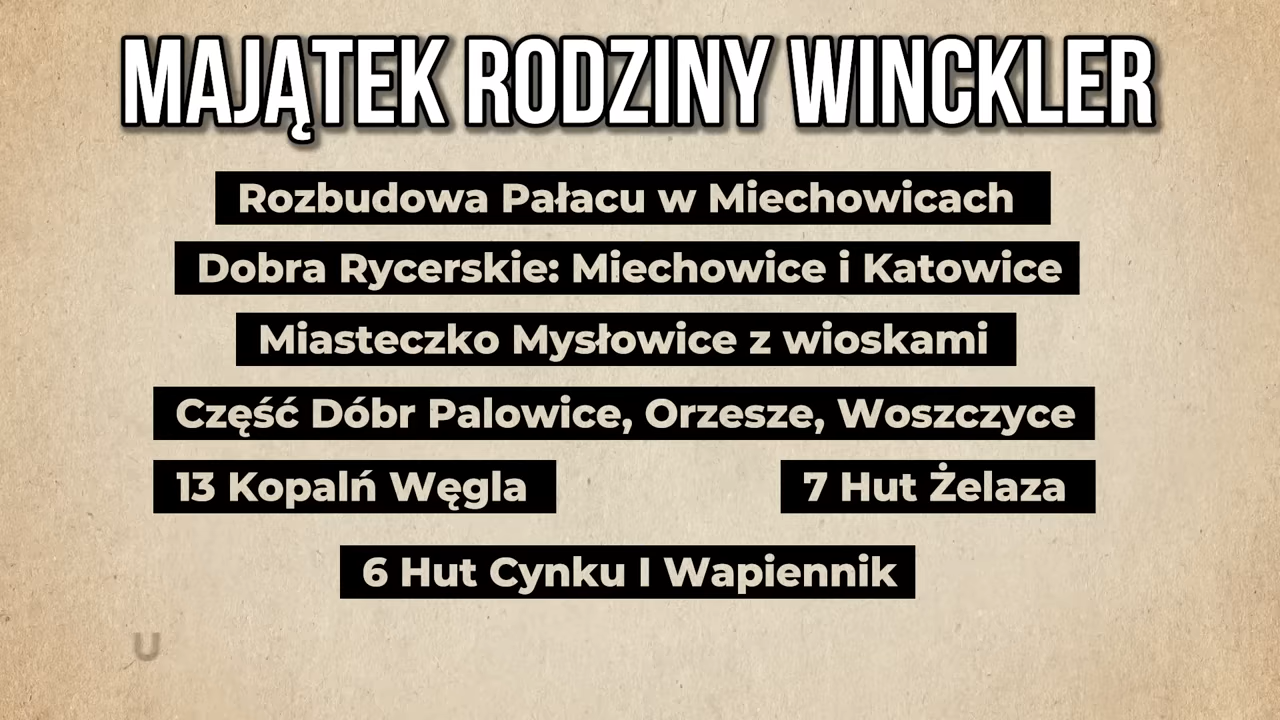 MAJĄTEK RODZINY WINCKLER
Rozbudowa Pałacu w Miechowicach
Dobra Rycerskie: Miechowice i Katowice
Miasteczko Mysłowice z wioskami
Część Dóbr Palowice, Orzesze, Woszczyce
13 Kopalń Węgla
7 Hut Żelaza
6 Hut Cynku I Wapiennik
U